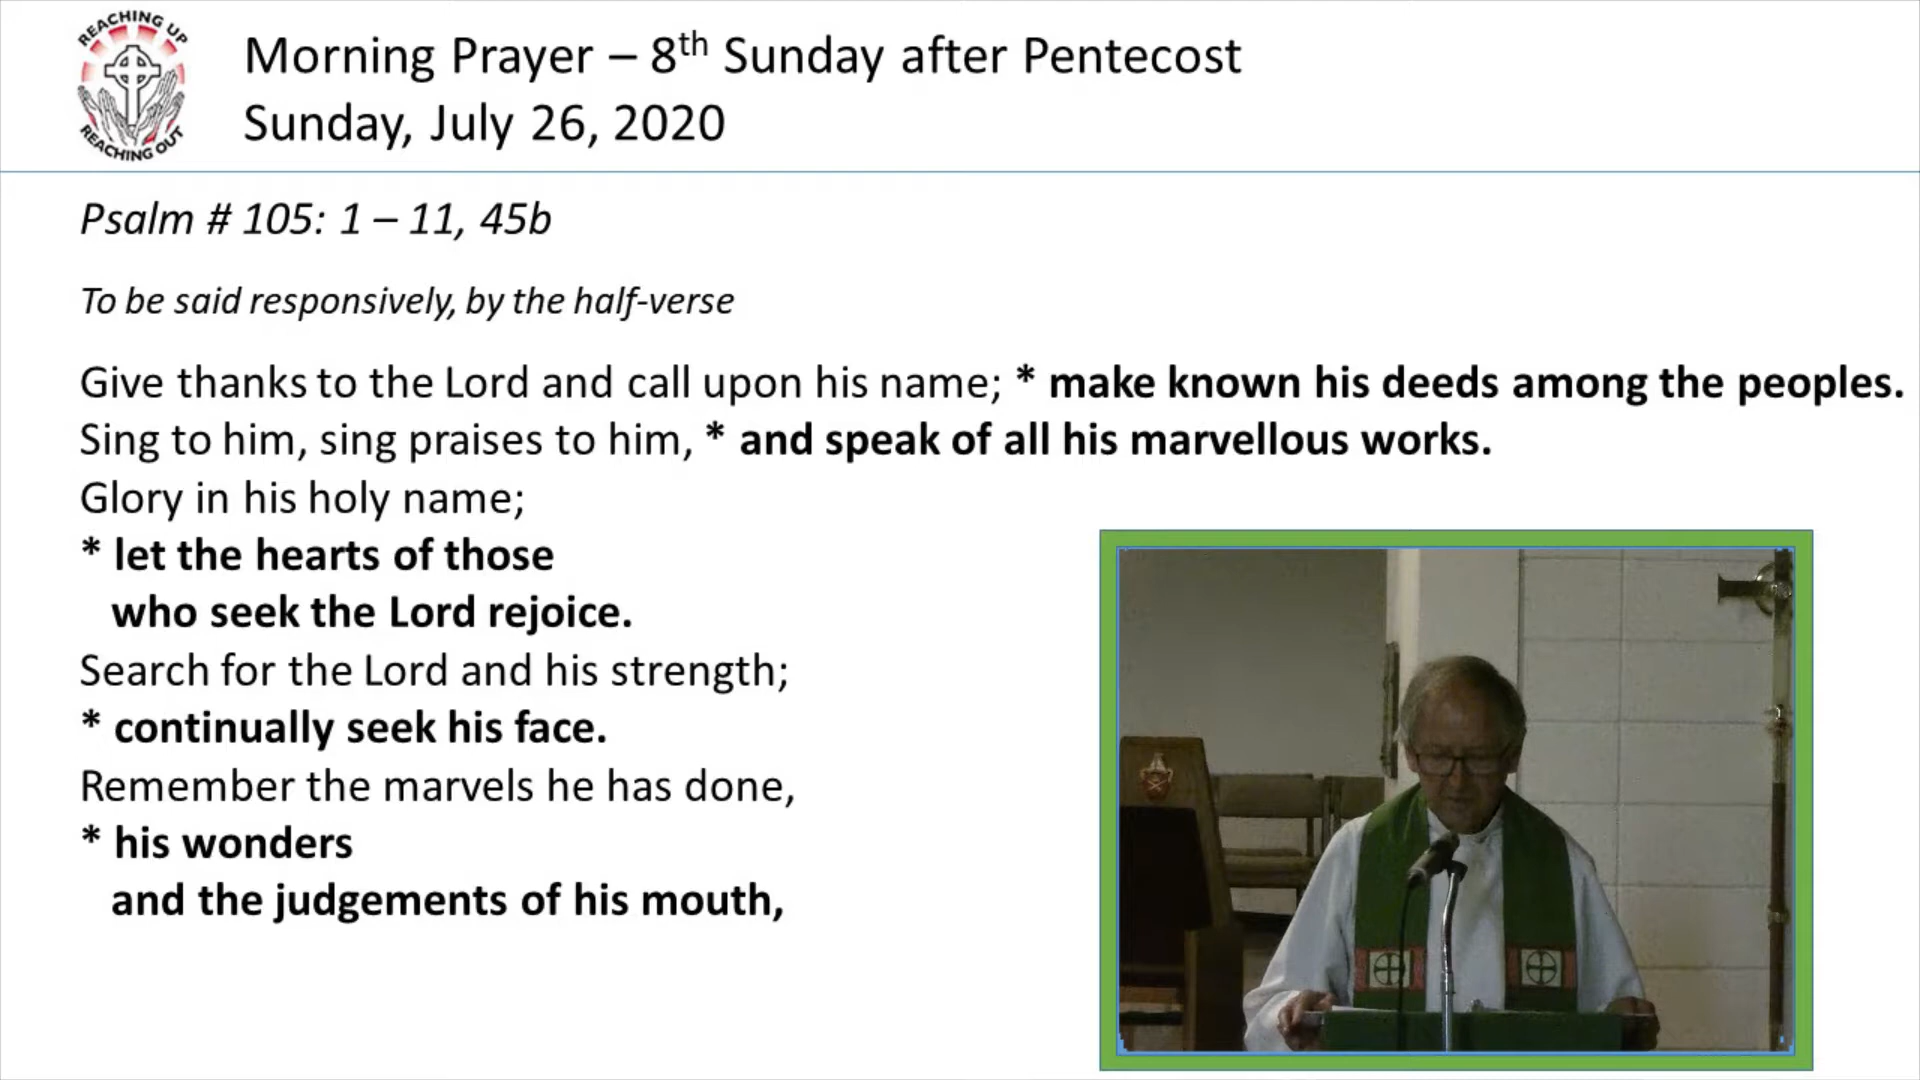 REACHING UP
REACHING OUT
Morning Prayer – 8th Sunday after Pentecost
Sunday, July 26, 2020
Psalm # 105: 1 – 11, 45b
To be said responsively, by the half-verse
Give thanks to the Lord and call upon his name; * make known his deeds among the peoples.
Sing to him, sing praises to him, * and speak of all his marvellous works.
Glory in his holy name;
* let the hearts of those
who seek the Lord rejoice.
Search for the Lord and his strength;
* continually seek his face.
Remember the marvels he has done,
* his wonders
and the judgements of his mouth,